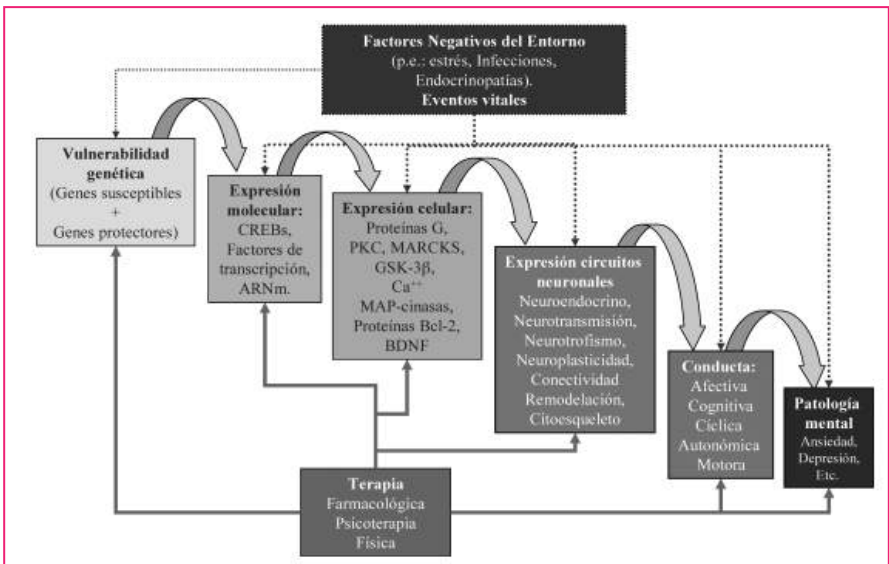 Factores Negativos del Entorno
(p.e.: estrés, Infecciones,
Endocrinopatías).
Eventos vitales
Vulnerabilidad
genética
(Genes susceptibles
+
Genes protectores)
Expresión
molecular:
CREBs,
Factores de
transcripción,
ARNm.
Expresión celular:
Proteínas G,
PKC, MARCKS,
GSK-3β,
Ca⁺⁺
MAP-cinasas,
Proteínas Bcl-2,
BDNF
Expresión circuitos
neuronales
Neuroendocrino,
Neurotransmisión,
Neurotrofismo,
Neuroplasticidad,
Conectividad
Remodelación,
Citoesqueleto
Conducta:
Afectiva
Cognitiva
Cíclica
Autonómica
Motora
Patología
mental
Ansiedad,
Depresión,
Etc.
Terapia
Farmacológica
Psicoterapia
Física